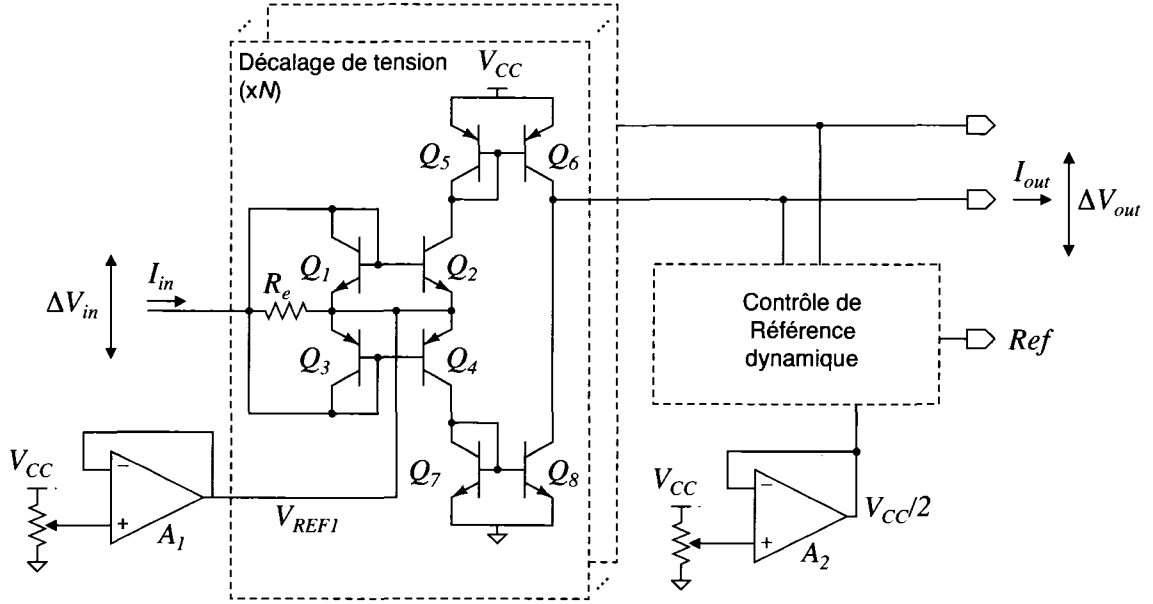 Décalage de tension
(xN)
V_CC
Q_5
Q_6
I_out
ΔV_out
Q_1
Q_2
I_in
R_e
ΔV_in
Contrôle de
Référence
dynamique
Ref
Q_3
Q_4
V_CC
−
+
A_1
V_REF1
Q_7
Q_8
V_CC
−
+
A_2
V_CC/2